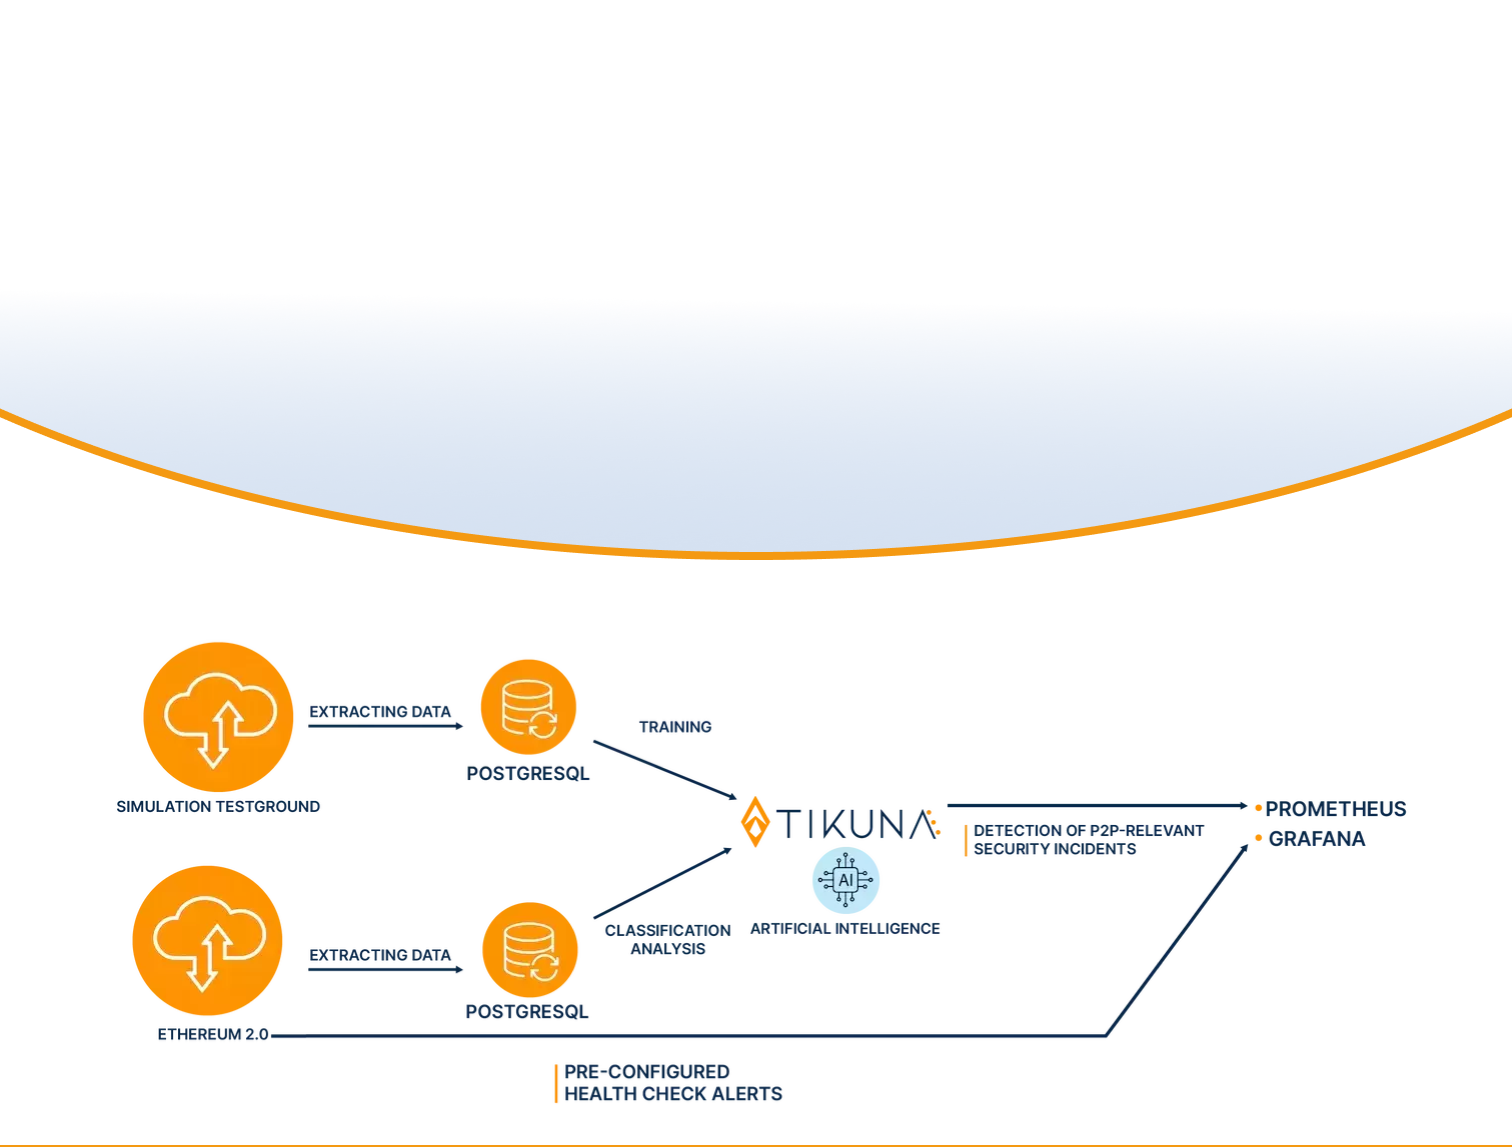 EXTRACTING DATA
TRAINING
POSTGRESQL
SIMULATION TESTGROUND
TIKUNA
PROMETHEUS
GRAFANA
DETECTION OF P2P-RELEVANT
SECURITY INCIDENTS
AI
ARTIFICIAL INTELLIGENCE
CLASSIFICATION
ANALYSIS
EXTRACTING DATA
POSTGRESQL
ETHEREUM 2.0
PRE-CONFIGURED
HEALTH CHECK ALERTS